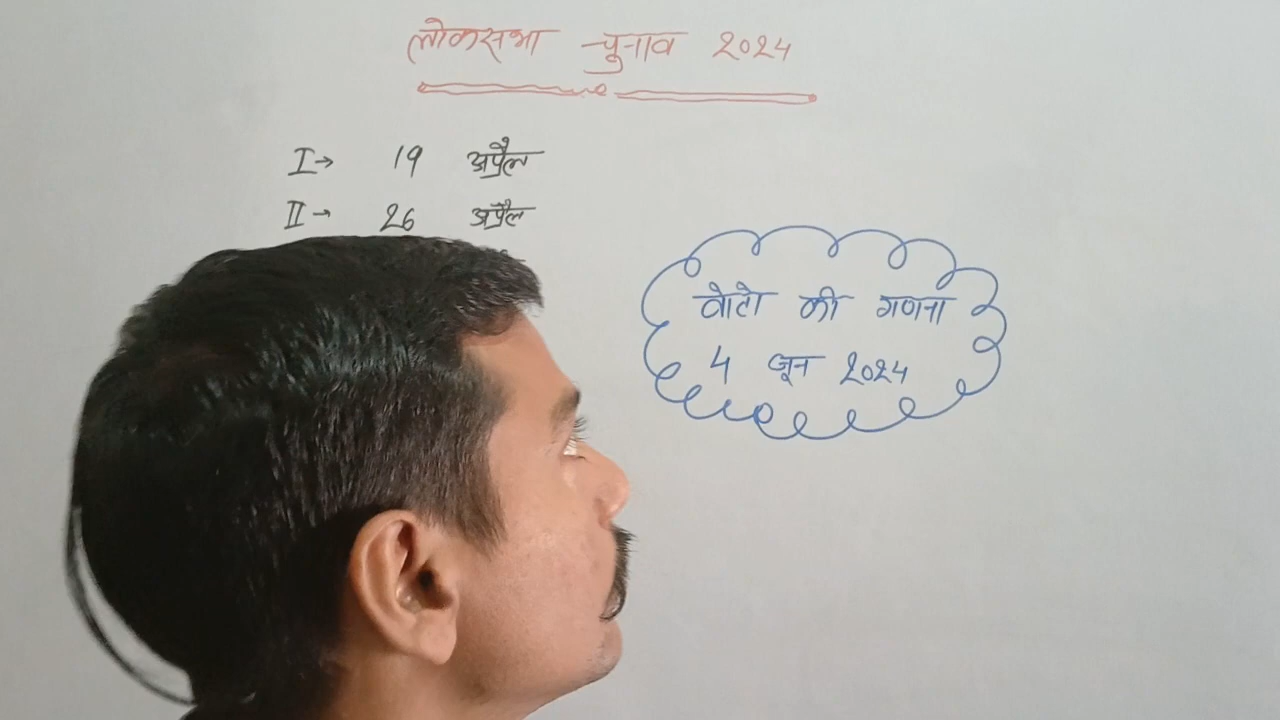 लोकसभा चुनाव 2024
I→ 19 अप्रैल
II→ 26 अप्रैल
वोटो की गणना
4 जून 2024